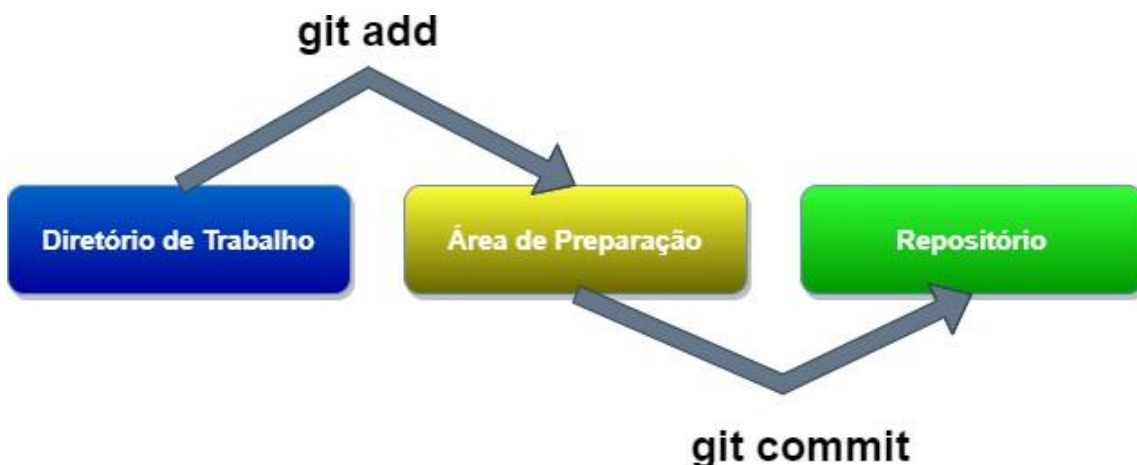 git add
Diretório de Trabalho
Área de Preparação
Repositório
git commit